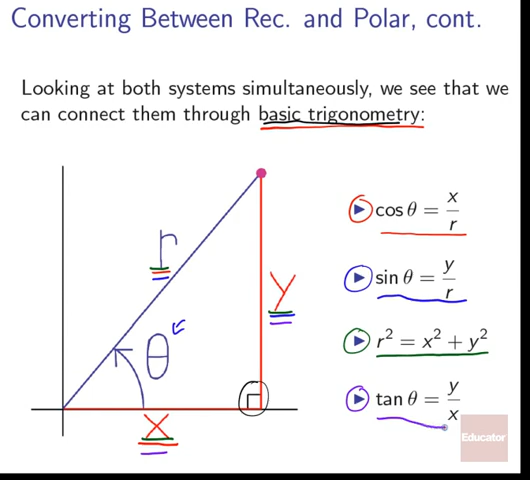 Converting Between Rec. and Polar, cont.
Looking at both systems simultaneously, we see that we
can connect them through basic trigonometry:
cos θ = x/r
r
sin θ = y/r
y
θ
r² = x² + y²
tan θ = y/x
x
Educator